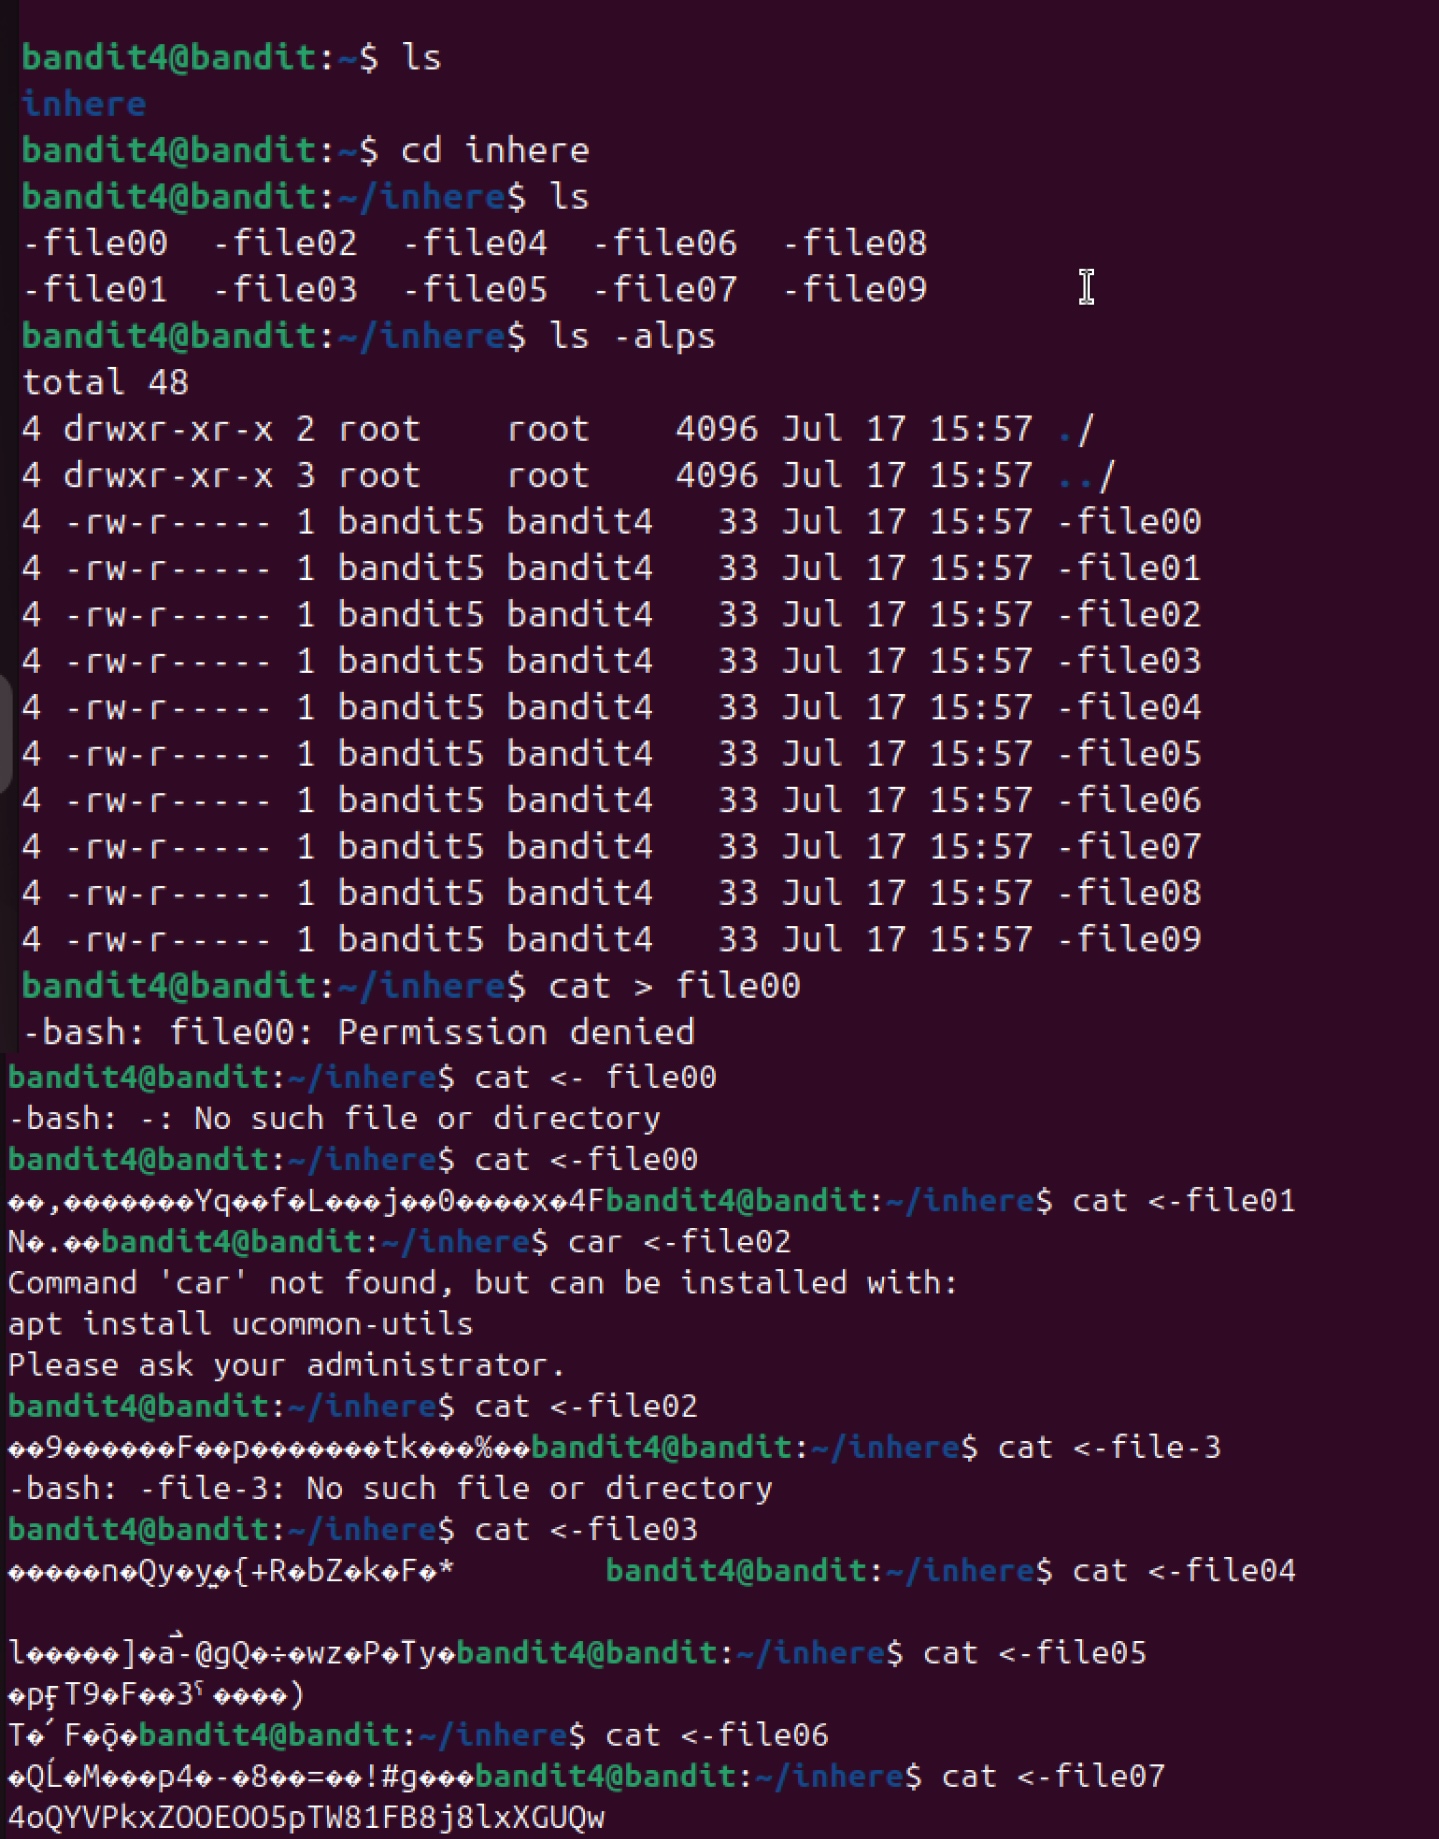 bandit4@bandit:~$ ls
inhere
bandit4@bandit:~$ cd inhere
bandit4@bandit:~/inhere$ ls
-file00  -file02  -file04  -file06  -file08
-file01  -file03  -file05  -file07  -file09
bandit4@bandit:~/inhere$ ls -alps
total 48
4 drwxr-xr-x 2 root    root    4096 Jul 17 15:57 ./
4 drwxr-xr-x 3 root    root    4096 Jul 17 15:57 ../
4 -rw-r----- 1 bandit5 bandit4   33 Jul 17 15:57 -file00
4 -rw-r----- 1 bandit5 bandit4   33 Jul 17 15:57 -file01
4 -rw-r----- 1 bandit5 bandit4   33 Jul 17 15:57 -file02
4 -rw-r----- 1 bandit5 bandit4   33 Jul 17 15:57 -file03
4 -rw-r----- 1 bandit5 bandit4   33 Jul 17 15:57 -file04
4 -rw-r----- 1 bandit5 bandit4   33 Jul 17 15:57 -file05
4 -rw-r----- 1 bandit5 bandit4   33 Jul 17 15:57 -file06
4 -rw-r----- 1 bandit5 bandit4   33 Jul 17 15:57 -file07
4 -rw-r----- 1 bandit5 bandit4   33 Jul 17 15:57 -file08
4 -rw-r----- 1 bandit5 bandit4   33 Jul 17 15:57 -file09
bandit4@bandit:~/inhere$ cat > file00
-bash: file00: Permission denied
bandit4@bandit:~/inhere$ cat <- file00
-bash: -: No such file or directory
bandit4@bandit:~/inhere$ cat <-file00
��,�������Yq��f�L���j��0����x�4Fbandit4@bandit:~/inhere$ cat <-file01
N�.��bandit4@bandit:~/inhere$ car <-file02
Command 'car' not found, but can be installed with:
apt install ucommon-utils
Please ask your administrator.
bandit4@bandit:~/inhere$ cat <-file02
��9������F��p�������tk���%��bandit4@bandit:~/inhere$ cat <-file-3
-bash: -file-3: No such file or directory
bandit4@bandit:~/inhere$ cat <-file03
�����n�Qy�y�{+R�bZ�k�F�*        bandit4@bandit:~/inhere$ cat <-file04
l�����]�a-@gQ�÷�wz�P�Ty�bandit4@bandit:~/inhere$ cat <-file05
T9�F��3ˤ����)
bandit4@bandit:~/inhere$ cat <-file06
�QĹ�M���p4�-�8��=��!#g���bandit4@bandit:~/inhere$ cat <-file07
4oQYVPkxZOOEOO5pTW81FB8j8lxXGUQw